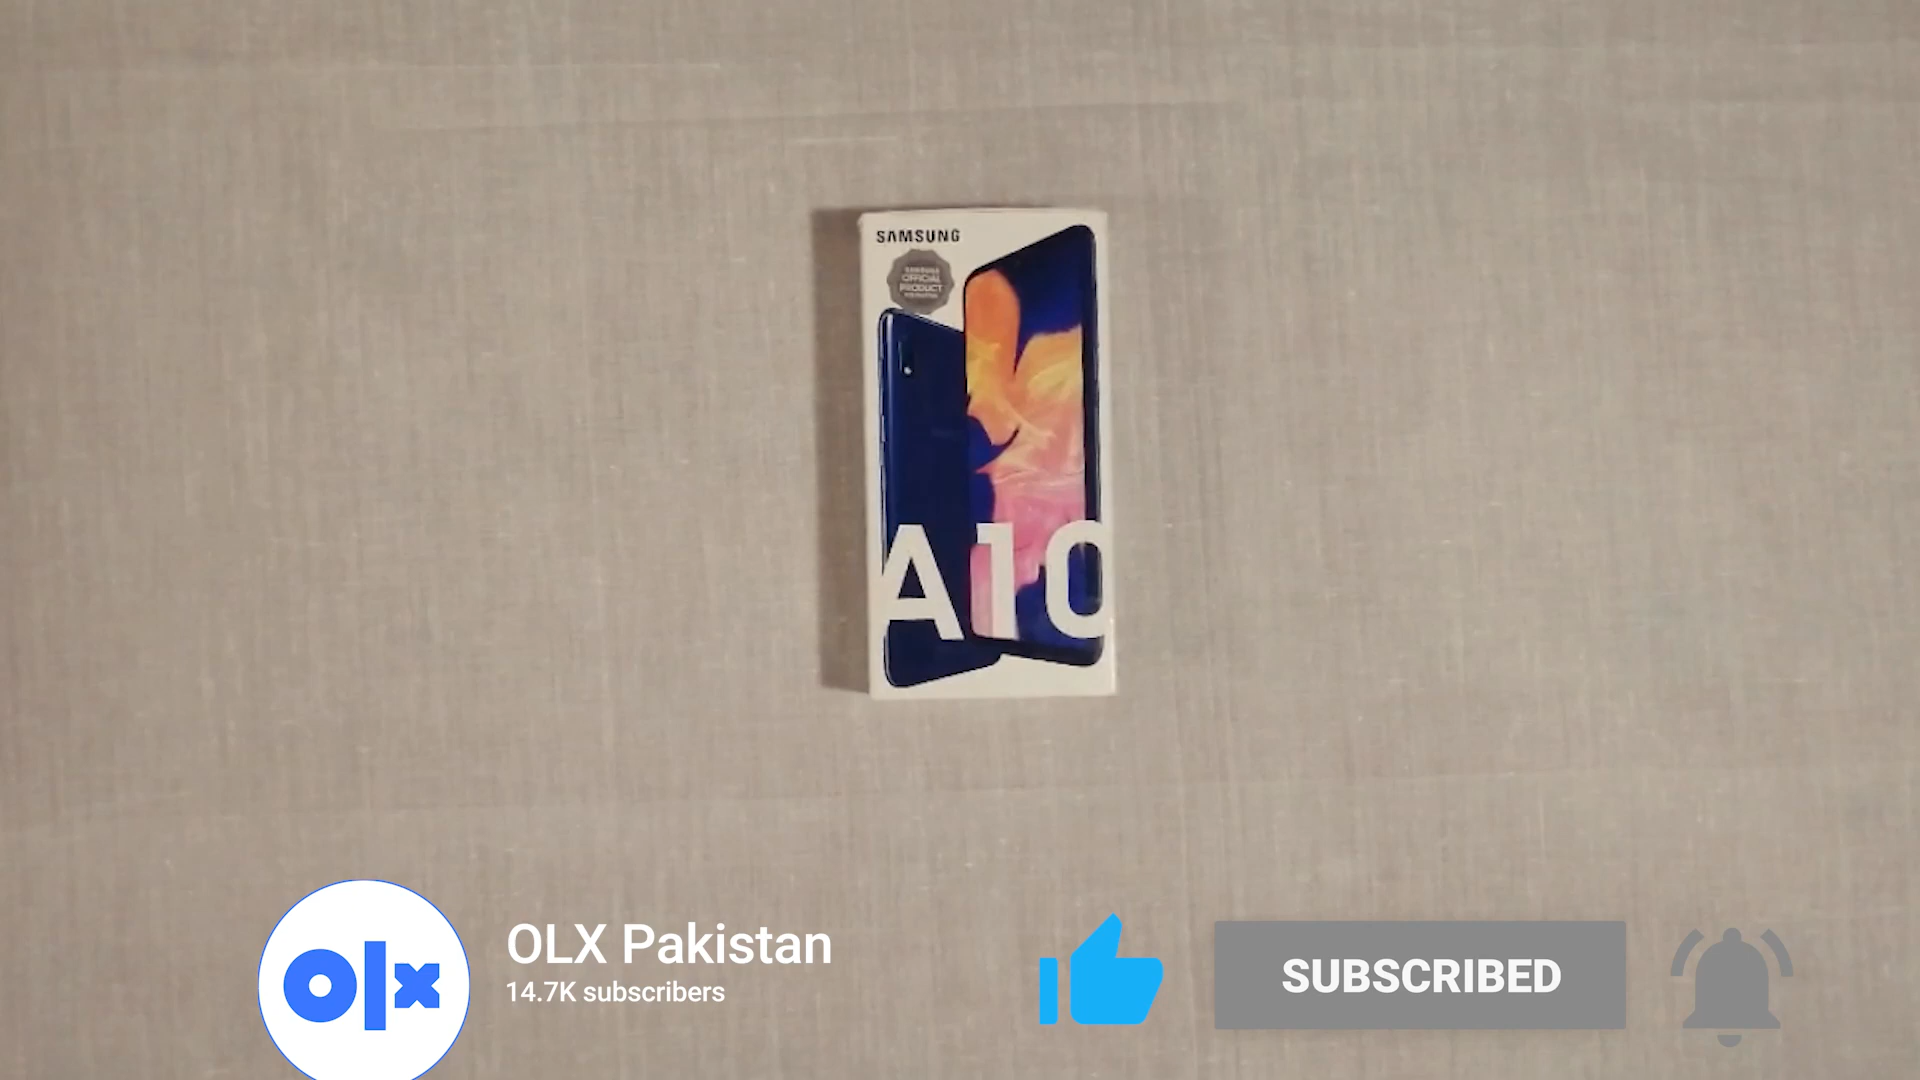 SAMSUNG
OFFICIAL
PRODUCT
A10
olx
OLX Pakistan
14.7K subscribers
SUBSCRIBED